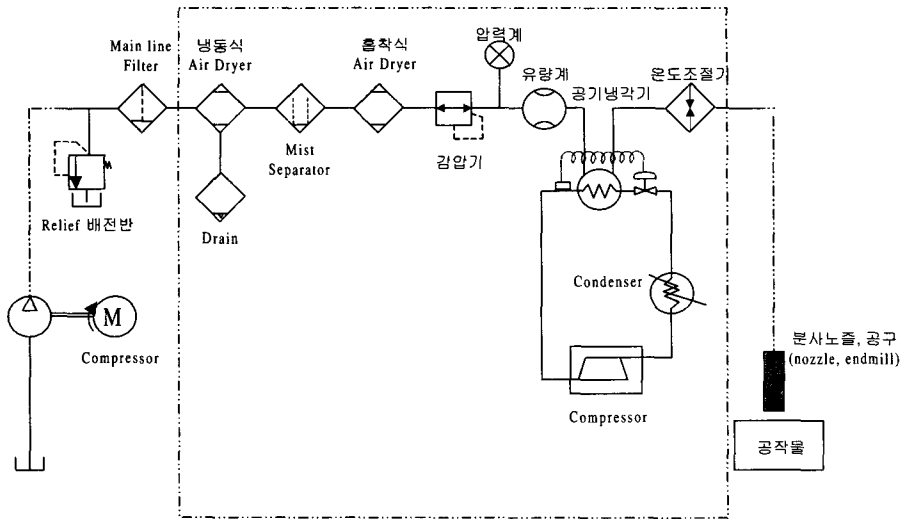 Main line
Filter
냉동식
Air Dryer
흡착식
Air Dryer
압력계
유량계
공기냉각기
온도조절기
Mist
Separator
감압기
Relief 배전반
Drain
M
Compressor
Condenser
Compressor
분사노즐, 공구
(nozzle, endmill)
공작물